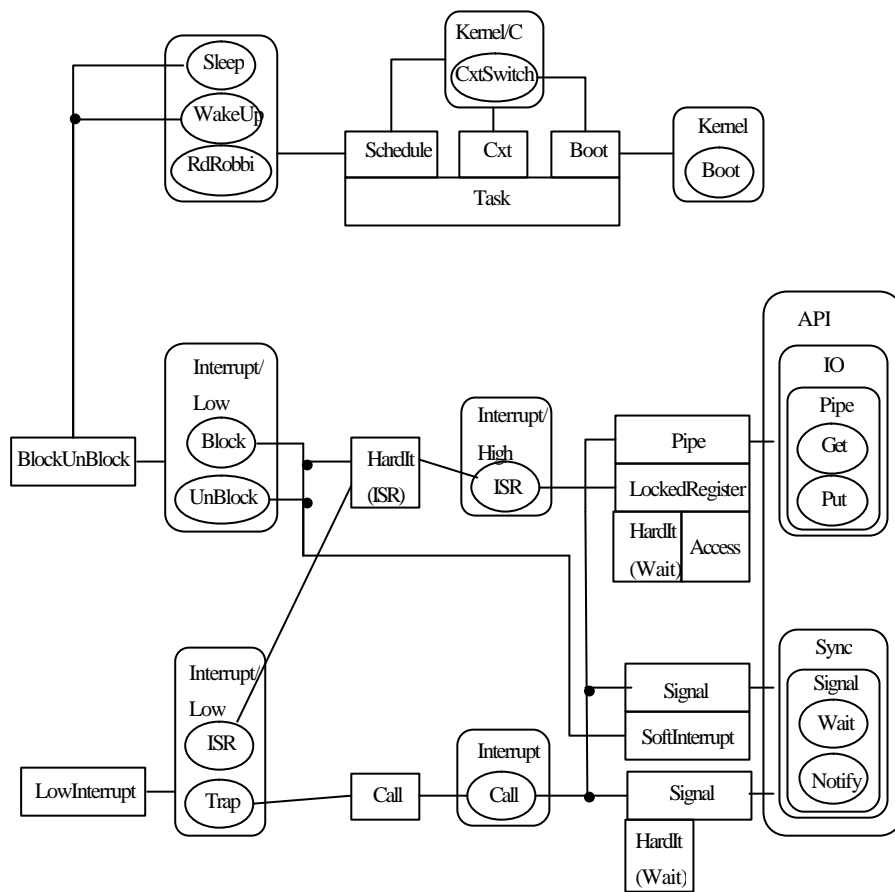 Kernel/C
Sleep
CxtSwitch
WakeUp
Kernel
Schedule
Cxt
Boot
RdRobbi
Boot
Task
API
Interrupt/
Low
IO
Interrupt/
High
Pipe
Block
Pipe
Get
BlockUnBlock
HardIt
(ISR)
UnBlock
ISR
LockedRegister
Put
HardIt
(Wait)
Access
Sync
Interrupt/
Low
Signal
Signal
ISR
Wait
SoftInterrupt
Interrupt
LowInterrupt
Trap
Call
Call
Signal
Notify
HardIt
(Wait)